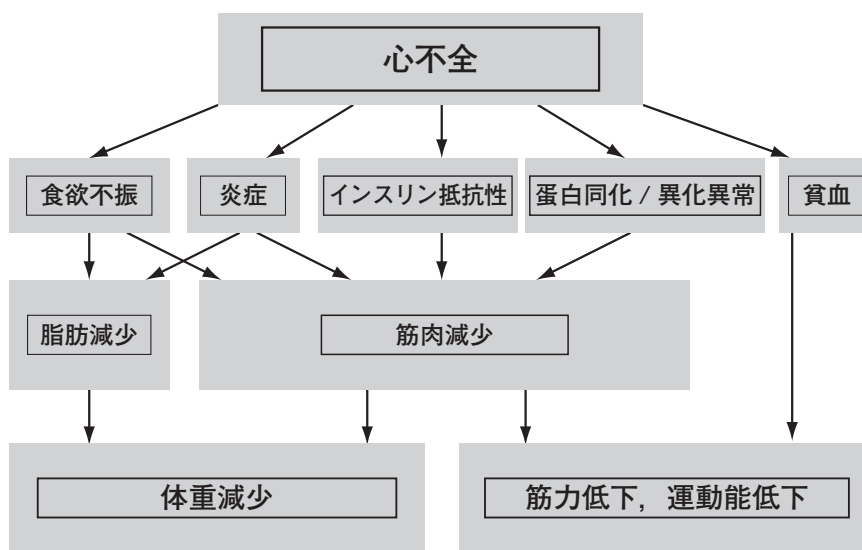 心不全
食欲不振
炎症
インスリン抵抗性
蛋白同化 / 異化異常
貧血
脂肪減少
筋肉減少
体重減少
筋力低下，運動能低下